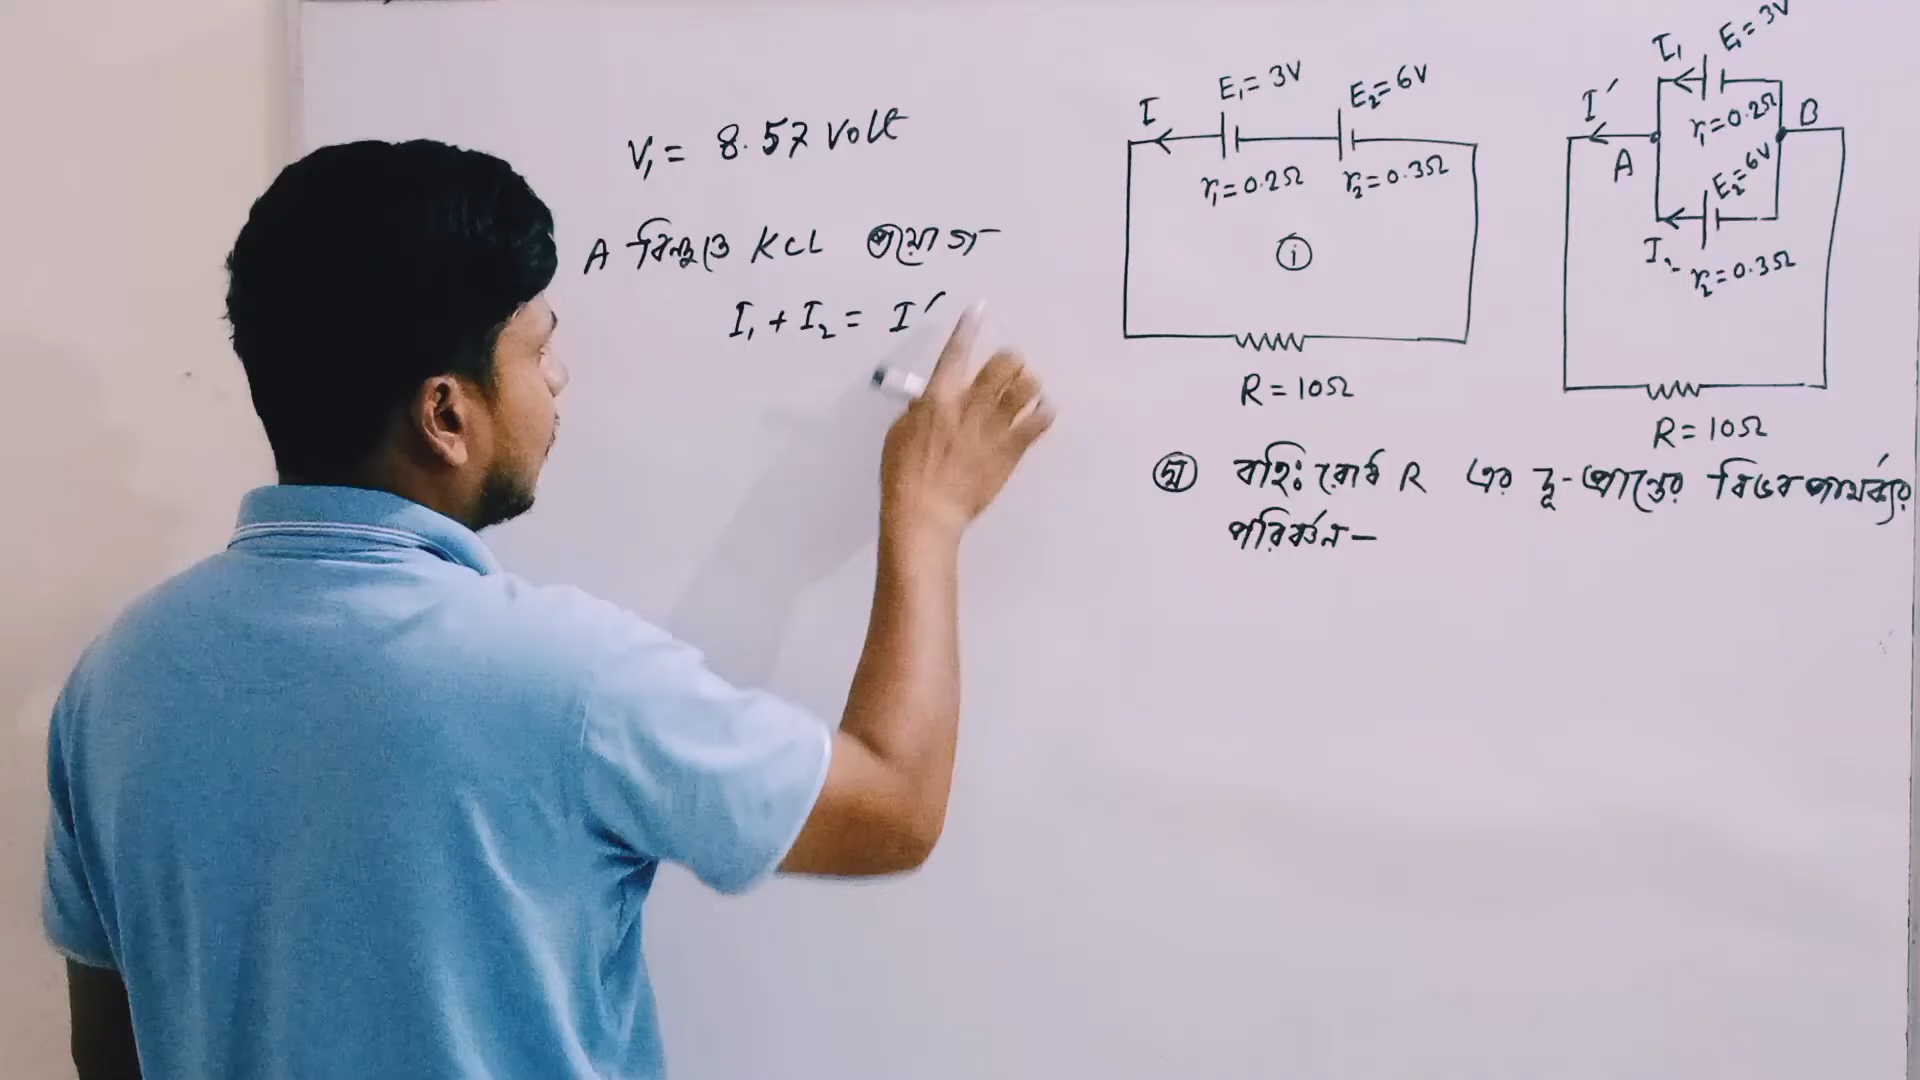 V₁ = 8.57 Volt
A বিন্দুতে KCL প্রয়োগ-
I₁ + I₂ = I′
I
E₁= 3V
E₂= 6V
r₁= 0.2Ω
r₂= 0.3Ω
i
R = 10Ω
I′
I₁
E₁= 3V
r₁= 0.2Ω
A
B
E₂= 6V
I₂
r₂= 0.3Ω
R = 10Ω
ঘ বহিঃ রোধ R এর দু-প্রান্তের বিভব পার্থক্যের
পরিবর্তন –